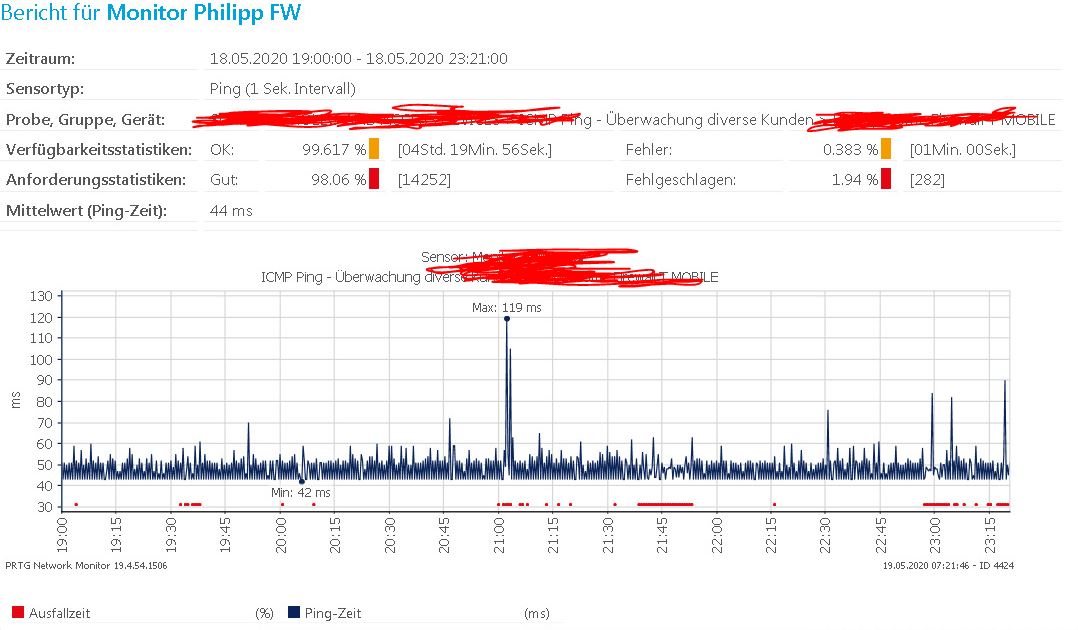 Bericht für Monitor Philipp FW
Zeitraum: 18.05.2020 19:00:00 - 18.05.2020 23:21:00
Sensortyp: Ping (1 Sek. Intervall)
Probe, Gruppe, Gerät: Ping - Überwachung diverse Kunden MOBILE
Verfügbarkeitsstatistiken: OK: 99.617 % [04Std. 19Min. 56Sek.] Fehler: 0.383 % [01Min. 00Sek.]
Anforderungsstatistiken: Gut: 98.06 % [14252] Fehlgeschlagen: 1.94 % [282]
Mittelwert (Ping-Zeit): 44 ms
Sensor:
ICMP Ping - Überwachung diverse MOBILE
130
120
110
100
90
80
70
60
50
40
30
ms
Max: 119 ms
Min: 42 ms
19:00 19:15 19:30 19:45 20:00 20:15 20:30 20:45 21:00 21:15 21:30 21:45 22:00 22:15 22:30 22:45 23:00 23:15
PRTG Network Monitor 19.4.54.1506 19.05.2020 07:21:46 - ID 4424
Ausfallzeit (%) Ping-Zeit (ms)